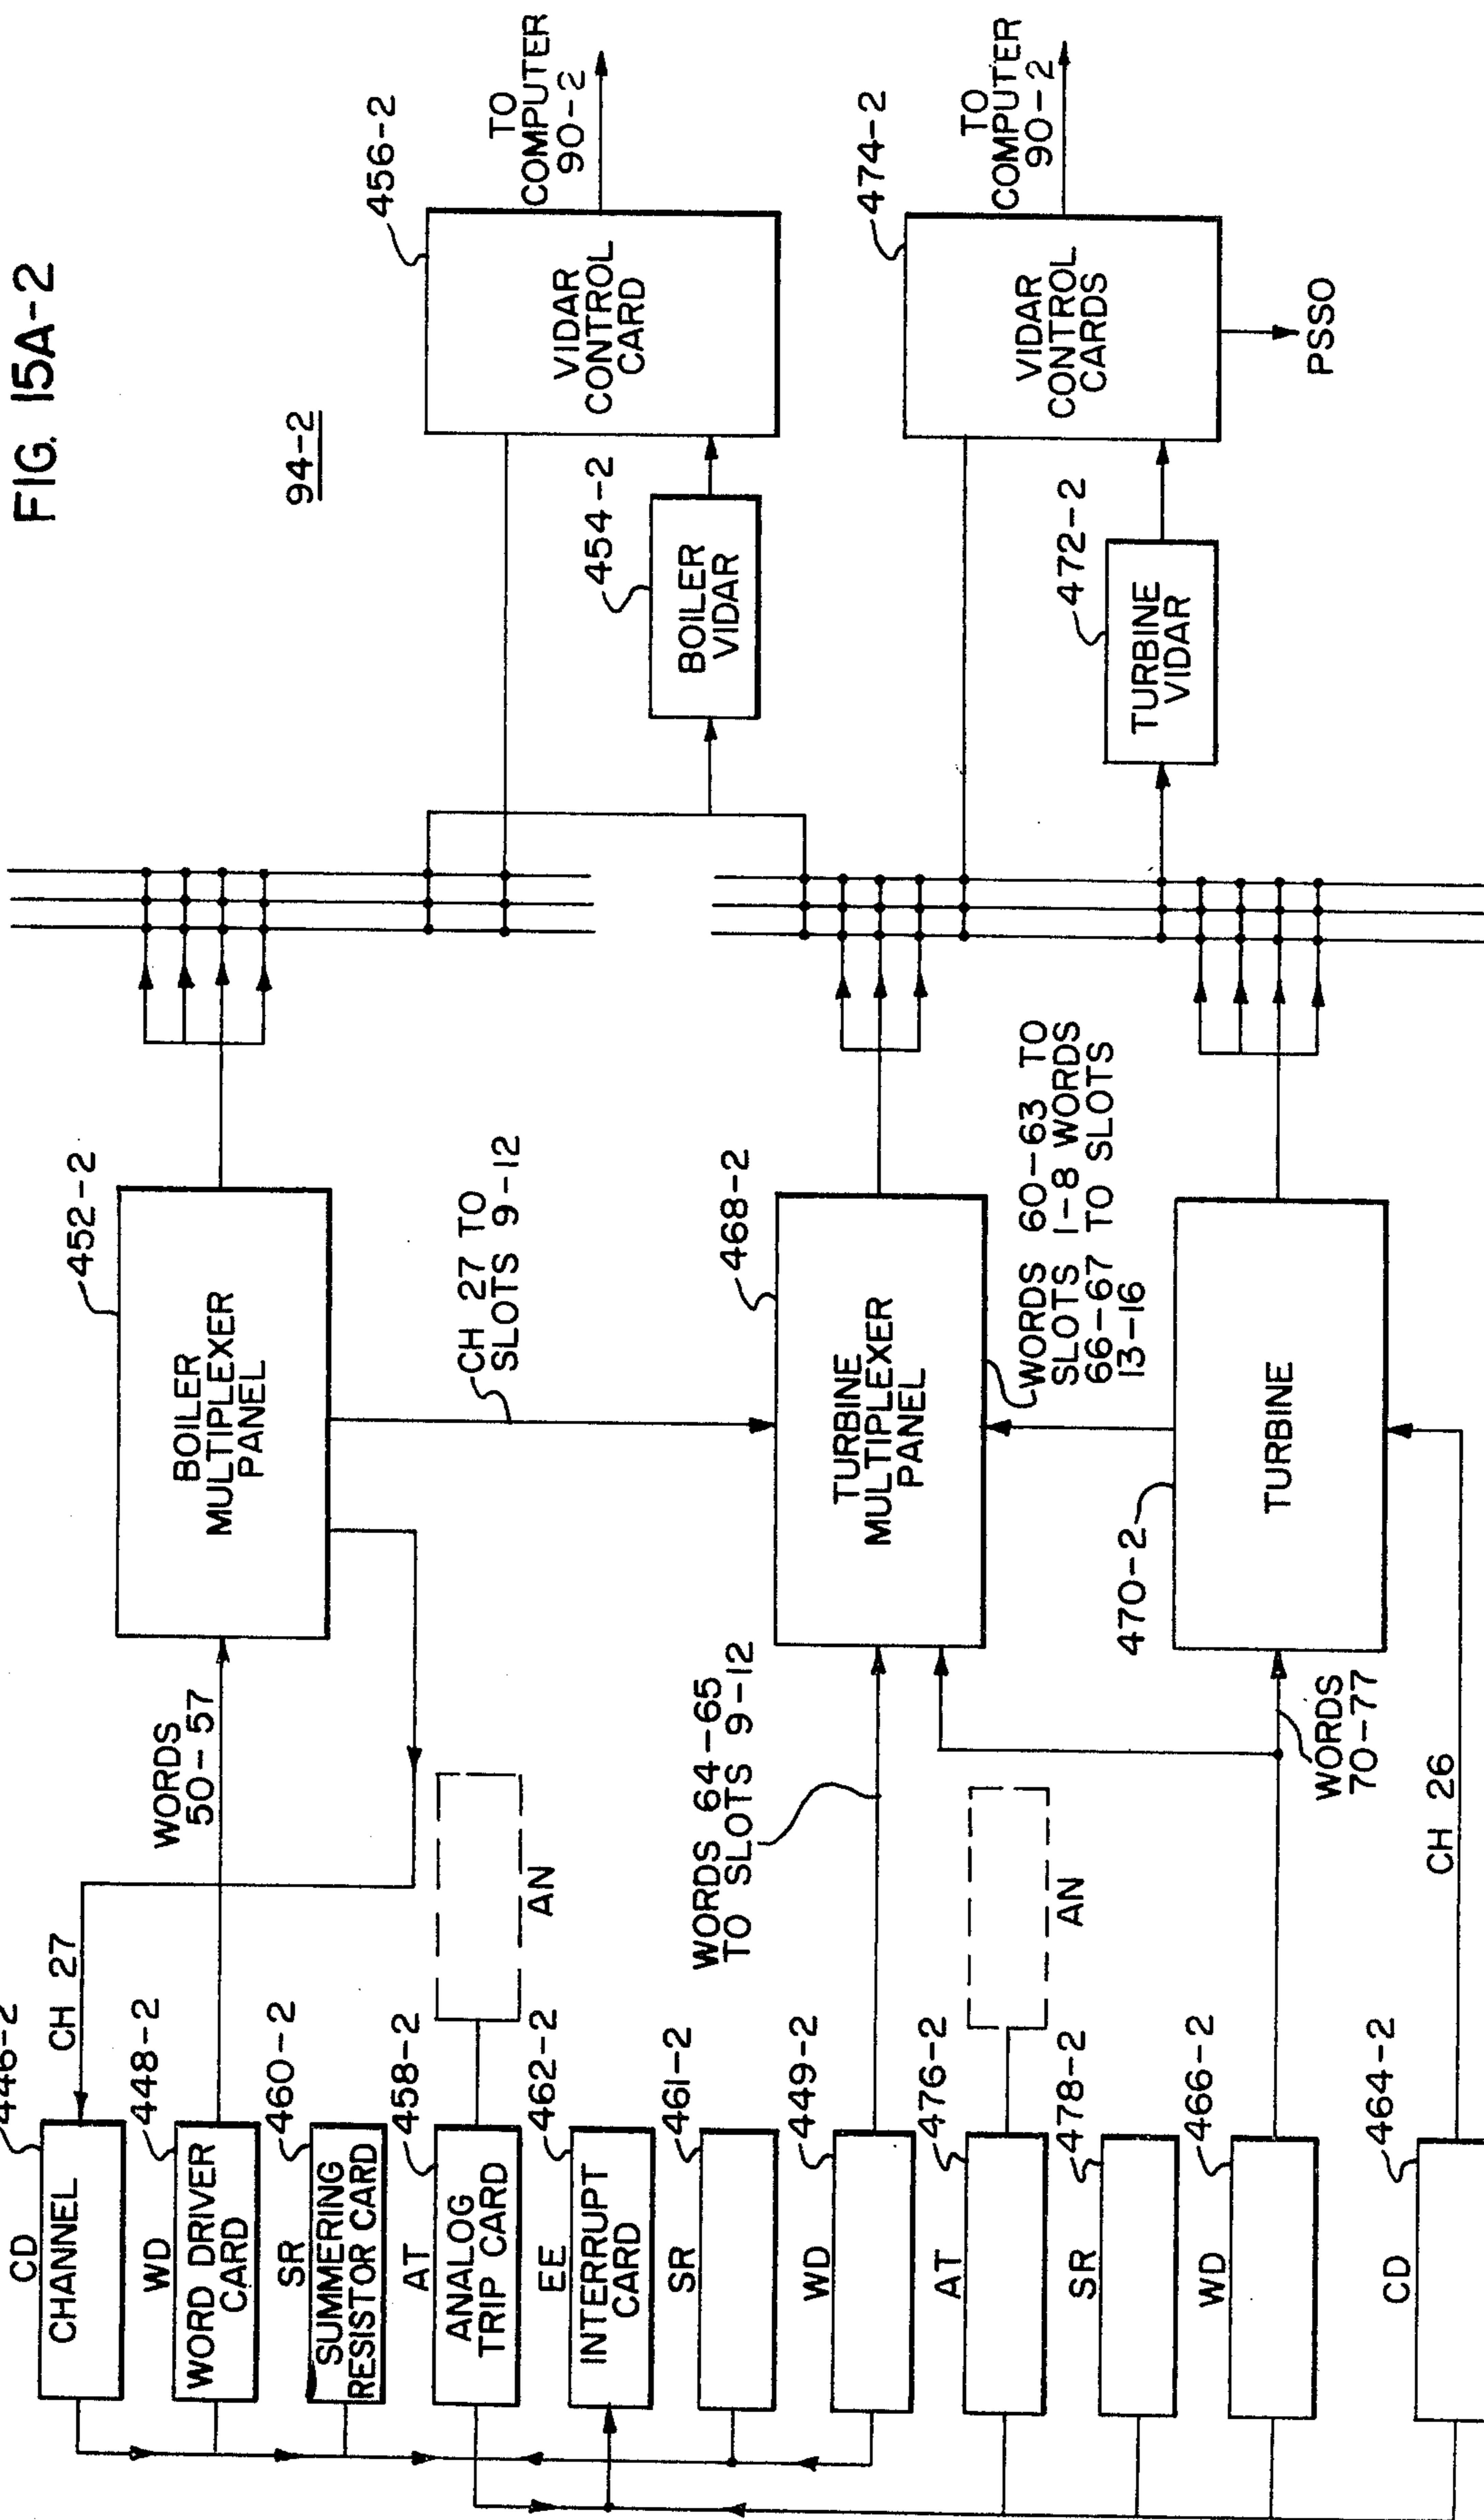 FIG. 15A-2
94-2
446-2
CD
CHANNEL
CH 27
448-2
WD
WORD DRIVER
CARD
WORDS
50-57
452-2
BOILER
MULTIPLEXER
PANEL
460-2
SR
SUMMERING
RESISTOR CARD
458-2
AT
ANALOG
TRIP CARD
AN
462-2
EE
INTERRUPT
CARD
CH 27 TO
SLOTS 9-12
454-2
BOILER
VIDAR
456-2
VIDAR
CONTROL
CARD
TO
COMPUTER
90-2
461-2
SR
449-2
WD
WORDS 64-65
TO SLOTS 9-12
468-2
TURBINE
MULTIPLEXER
PANEL
WORDS 60-63 TO
SLOTS 1-8 WORDS
66-67 TO SLOTS
13-16
476-2
AT
AN
478-2
SR
466-2
WD
WORDS
70-77
470-2
TURBINE
472-2
TURBINE
VIDAR
474-2
VIDAR
CONTROL
CARDS
TO
COMPUTER
90-2
PSSO
464-2
CD
CH 26